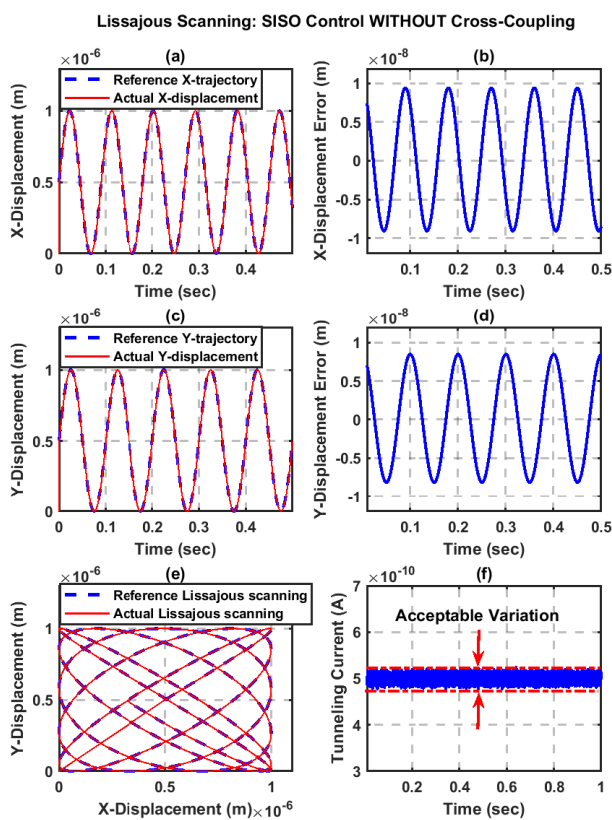 Lissajous Scanning: SISO Control WITHOUT Cross-Coupling
×10^-6
(a)
Reference X-trajectory
Actual X-displacement
X-Displacement (m)
1
0.5
0
0 0.1 0.2 0.3 0.4
Time (sec)
×10^-8
(b)
X-Displacement Error (m)
1
0.5
0
-0.5
-1
0.1 0.2 0.3 0.4 0.5
Time (sec)
×10^-6
(c)
Reference Y-trajectory
Actual Y-displacement
Y-Displacement (m)
1
0.5
0
0 0.1 0.2 0.3 0.4
Time (sec)
×10^-8
(d)
Y-Displacement Error (m)
1
0.5
0
-0.5
-1
0.1 0.2 0.3 0.4 0.5
Time (sec)
×10^-6
(e)
Reference Lissajous scanning
Actual Lissajous scanning
Y-Displacement (m)
1
0.5
0
0 0.5 1
X-Displacement (m) ×10^-6
×10^-10
(f)
Acceptable Variation
Tunneling Current (A)
7
6
5
4
3
0.2 0.4 0.6 0.8 1
Time (sec)